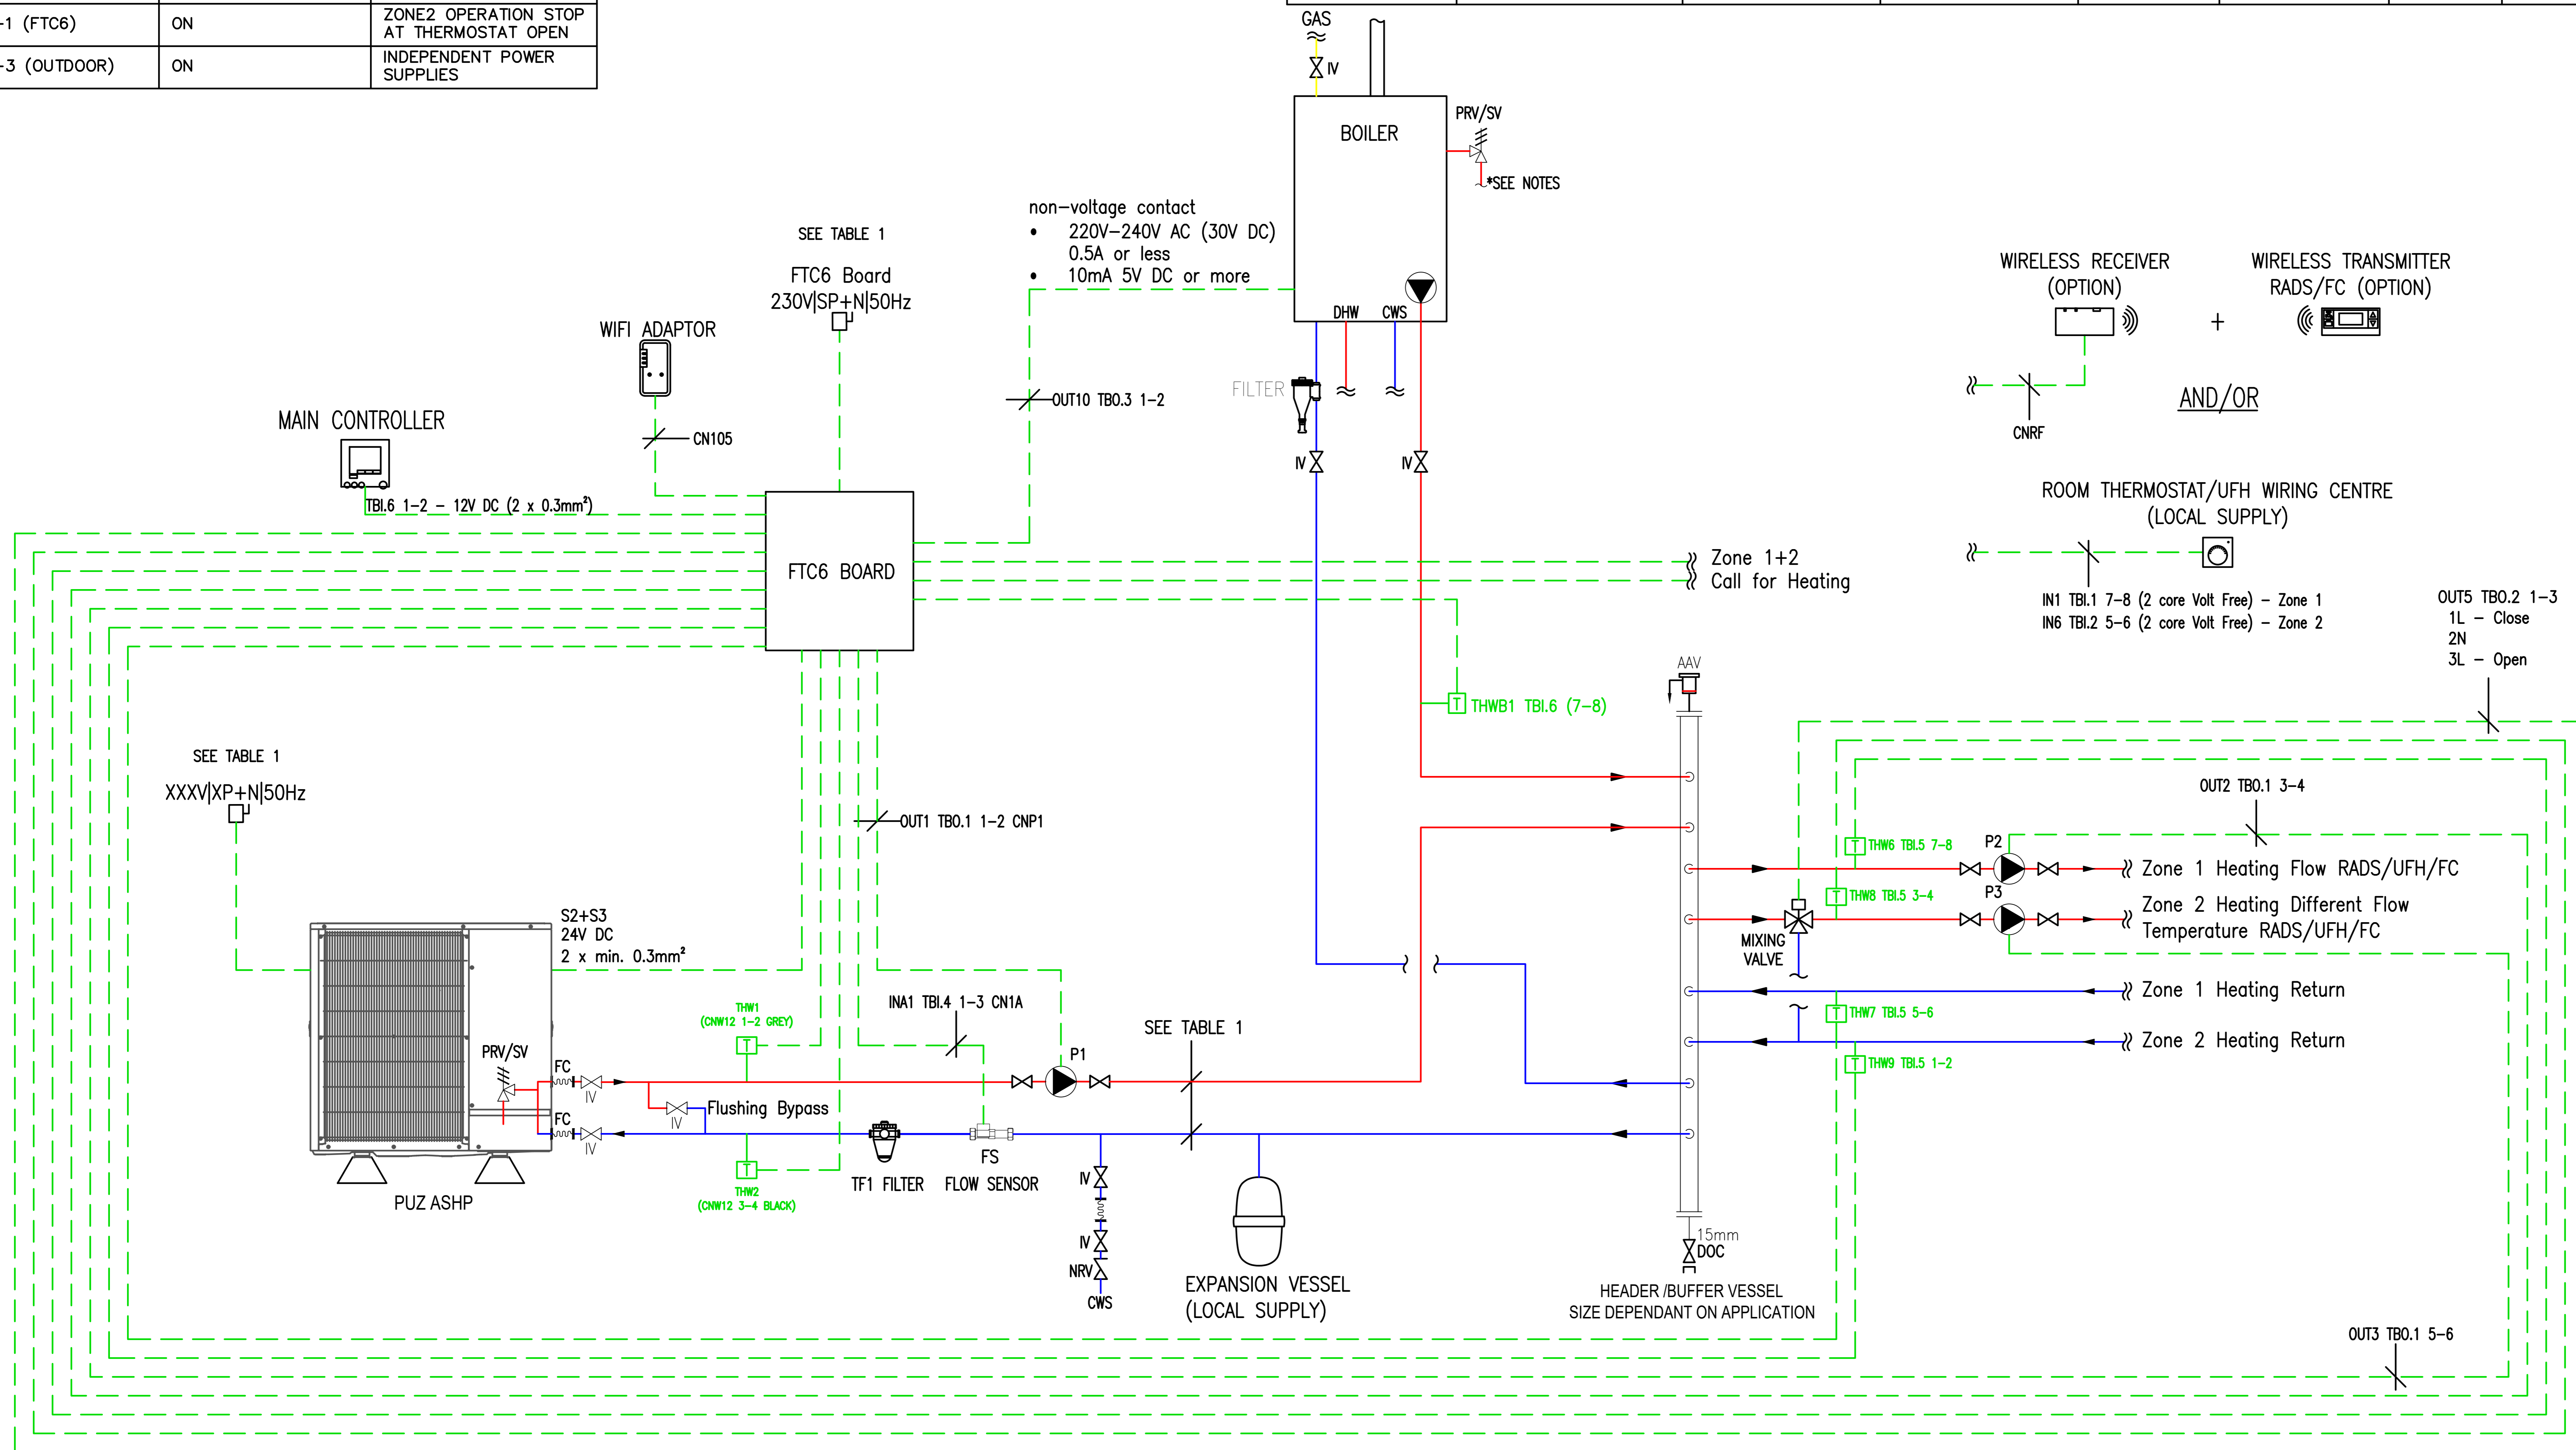 -1 (FTC6)
ON
ZONE2 OPERATION STOP
AT THERMOSTAT OPEN
-3 (OUTDOOR)
ON
INDEPENDENT POWER
SUPPLIES
GAS
IV
BOILER
PRV/SV
*SEE NOTES
DHW
CWS
non-voltage contact
• 220V-240V AC (30V DC)
0.5A or less
• 10mA 5V DC or more
SEE TABLE 1
FTC6 Board
230V|SP+N|50Hz
WIFI ADAPTOR
CN105
MAIN CONTROLLER
TBI.6 1-2 - 12V DC (2 x 0.3mm²)
OUT10 TBO.3 1-2
FILTER
IV
IV
WIRELESS RECEIVER
(OPTION)
+
WIRELESS TRANSMITTER
RADS/FC (OPTION)
CNRF
AND/OR
ROOM THERMOSTAT/UFH WIRING CENTRE
(LOCAL SUPPLY)
IN1 TBI.1 7-8 (2 core Volt Free) - Zone 1
IN6 TBI.2 5-6 (2 core Volt Free) - Zone 2
OUT5 TBO.2 1-3
1L - Close
2N
3L - Open
FTC6 BOARD
Zone 1+2
Call for Heating
THWB1 TBI.6 (7-8)
AAV
SEE TABLE 1
XXXV|XP+N|50Hz
OUT1 TBO.1 1-2 CNP1
OUT2 TBO.1 3-4
THW6 TBI.5 7-8
P2
Zone 1 Heating Flow RADS/UFH/FC
THW8 TBI.5 3-4
P3
Zone 2 Heating Different Flow
Temperature RADS/UFH/FC
MIXING
VALVE
S2+S3
24V DC
2 x min. 0.3mm²
THW1
(CNW12 1-2 GREY)
INA1 TBI.4 1-3 CN1A
SEE TABLE 1
Zone 1 Heating Return
THW7 TBI.5 5-6
Zone 2 Heating Return
THW9 TBI.5 1-2
PRV/SV
FC
IV
P1
Flushing Bypass
IV
FC
IV
THW2
(CNW12 3-4 BLACK)
TF1 FILTER
FS
FLOW SENSOR
PUZ ASHP
IV
IV
NRV
CWS
EXPANSION VESSEL
(LOCAL SUPPLY)
15mm
DOC
HEADER /BUFFER VESSEL
SIZE DEPENDANT ON APPLICATION
OUT3 TBO.1 5-6
T
T
T
T
T
T
T